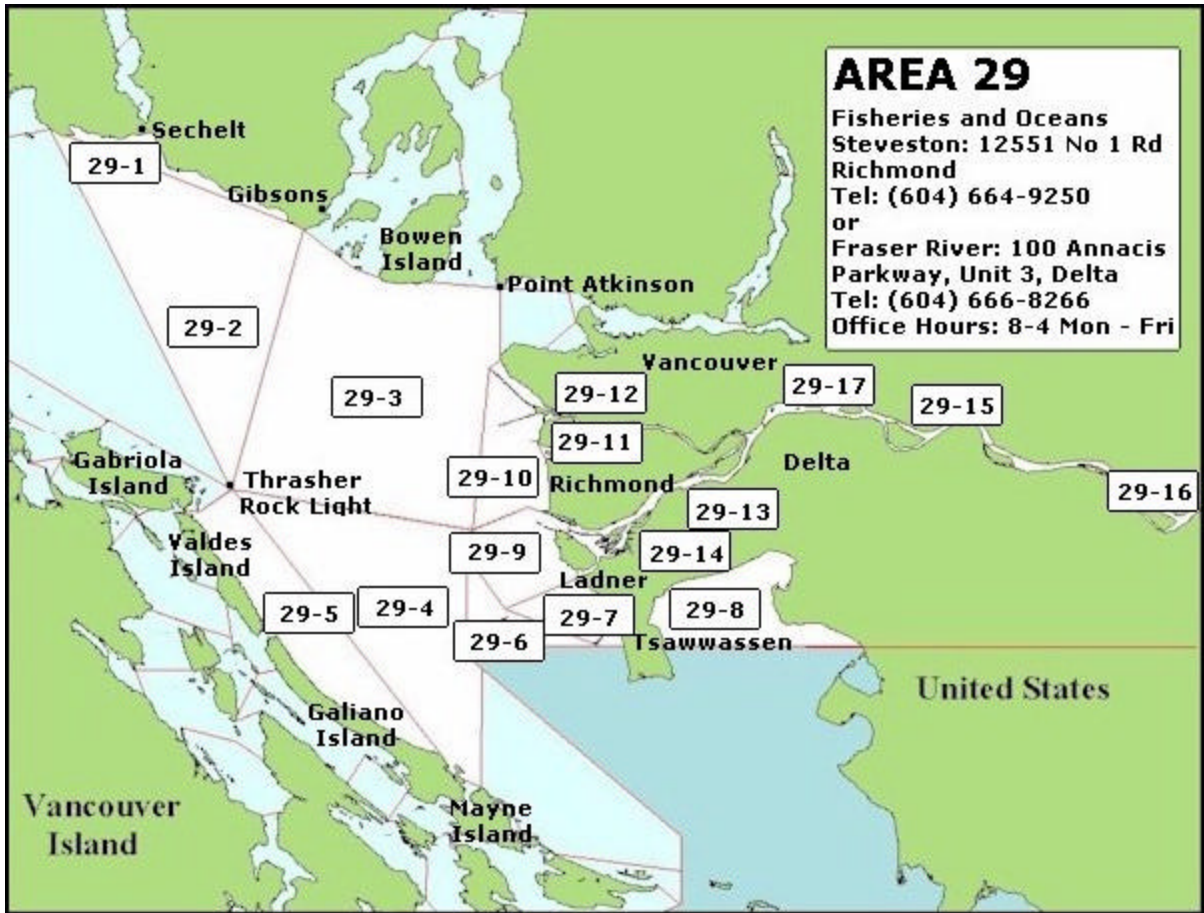 AREA 29
Fisheries and Oceans
Steveston: 12551 No 1 Rd
Richmond
Tel: (604) 664-9250
or
Fraser River: 100 Annacis
Parkway, Unit 3, Delta
Tel: (604) 666-8266
Office Hours: 8-4 Mon - Fri
Sechelt
29-1
Gibsons
Bowen
Island
Point Atkinson
29-2
Vancouver
29-3
29-12
29-17
29-15
29-11
Gabriola
Island
Thrasher
Rock Light
29-10
Richmond
Delta
29-16
29-13
Valdes
Island
29-9
29-14
Ladner
29-5
29-4
29-7
29-8
29-6
Tsawwassen
United States
Galiano
Island
Vancouver
Island
Mayne
Island